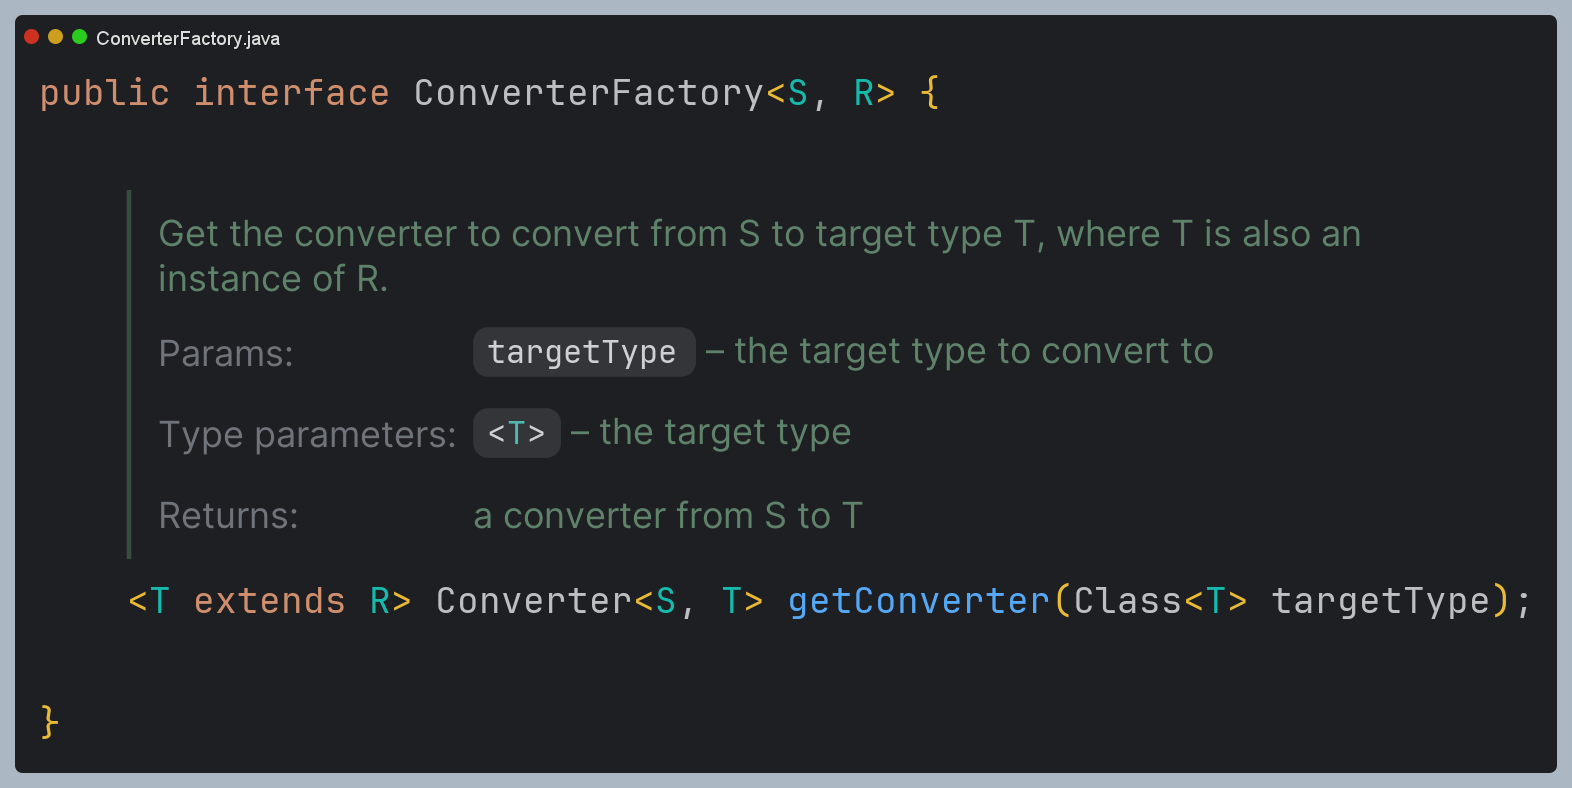 ConverterFactory.java
public interface ConverterFactory<S, R> {
Get the converter to convert from S to target type T, where T is also an
instance of R.
Params: targetType – the target type to convert to
Type parameters: <T> – the target type
Returns: a converter from S to T
<T extends R> Converter<S, T> getConverter(Class<T> targetType);
}